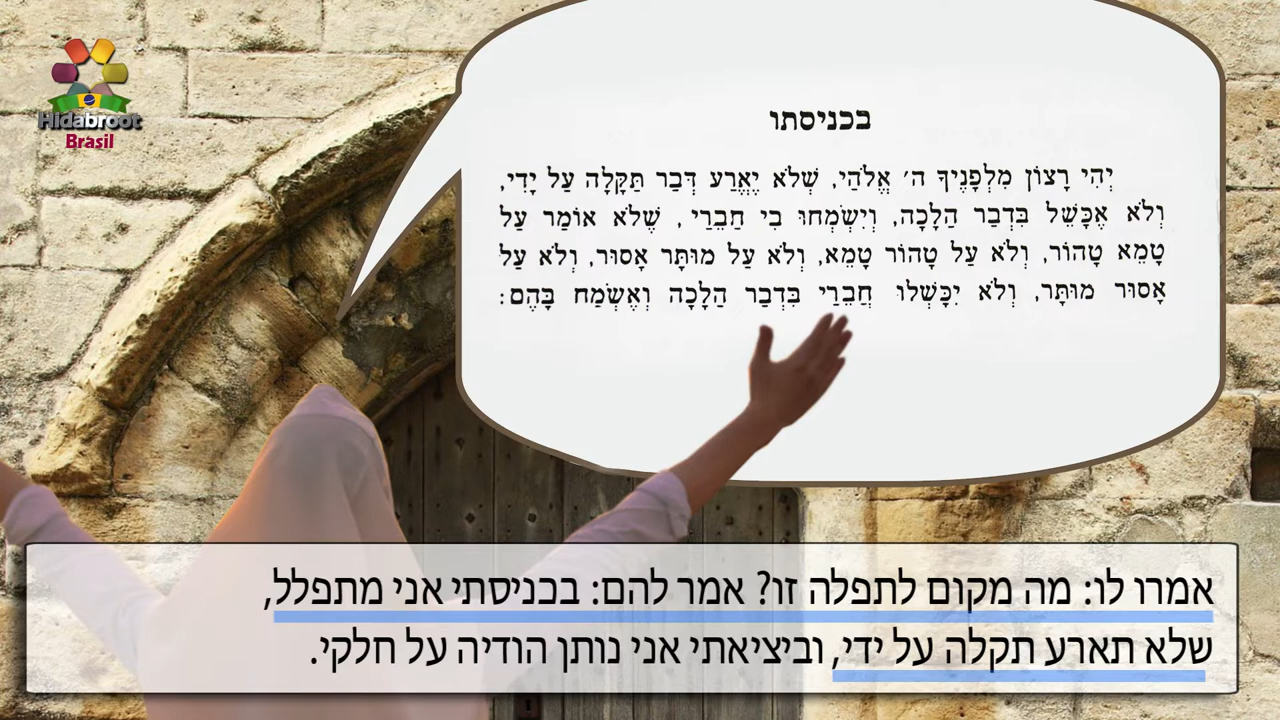 Hidabroot
Brasil
בכניסתו
יְהִי רָצוֹן מִלְפָנֶיךָ ה׳ אֱלֹהַי, שֶׁלֹא יֶאֱרַע דְּבַר תַּקָּלָה עַל יָדִי,
וְלֹא אֶכָּשֵׁל בִּדְבַר הַלָכָה, וְיִשְׂמְחוּ בִי חַבֵרַי, שֶׁלֹא אוֹמַר עַל
טָמֵא טָהוֹר, וְלֹא עַל טָהוֹר טָמֵא, וְלֹא עַל מוּתָּר אָסוּר, וְלֹא עַל
אָסוּר מוּתָּר, וְלֹא יִכָּשְׁלוּ חֲבֵרַי בִּדְבַר הַלָכָה וְאֶשְׂמַח בָּהֶם:
אמרו לו: מה מקום לתפלה זו? אמר להם: בכניסתי אני מתפלל,
שלא תארע תקלה על ידי, וביציאתי אני נותן הודיה על חלקי.